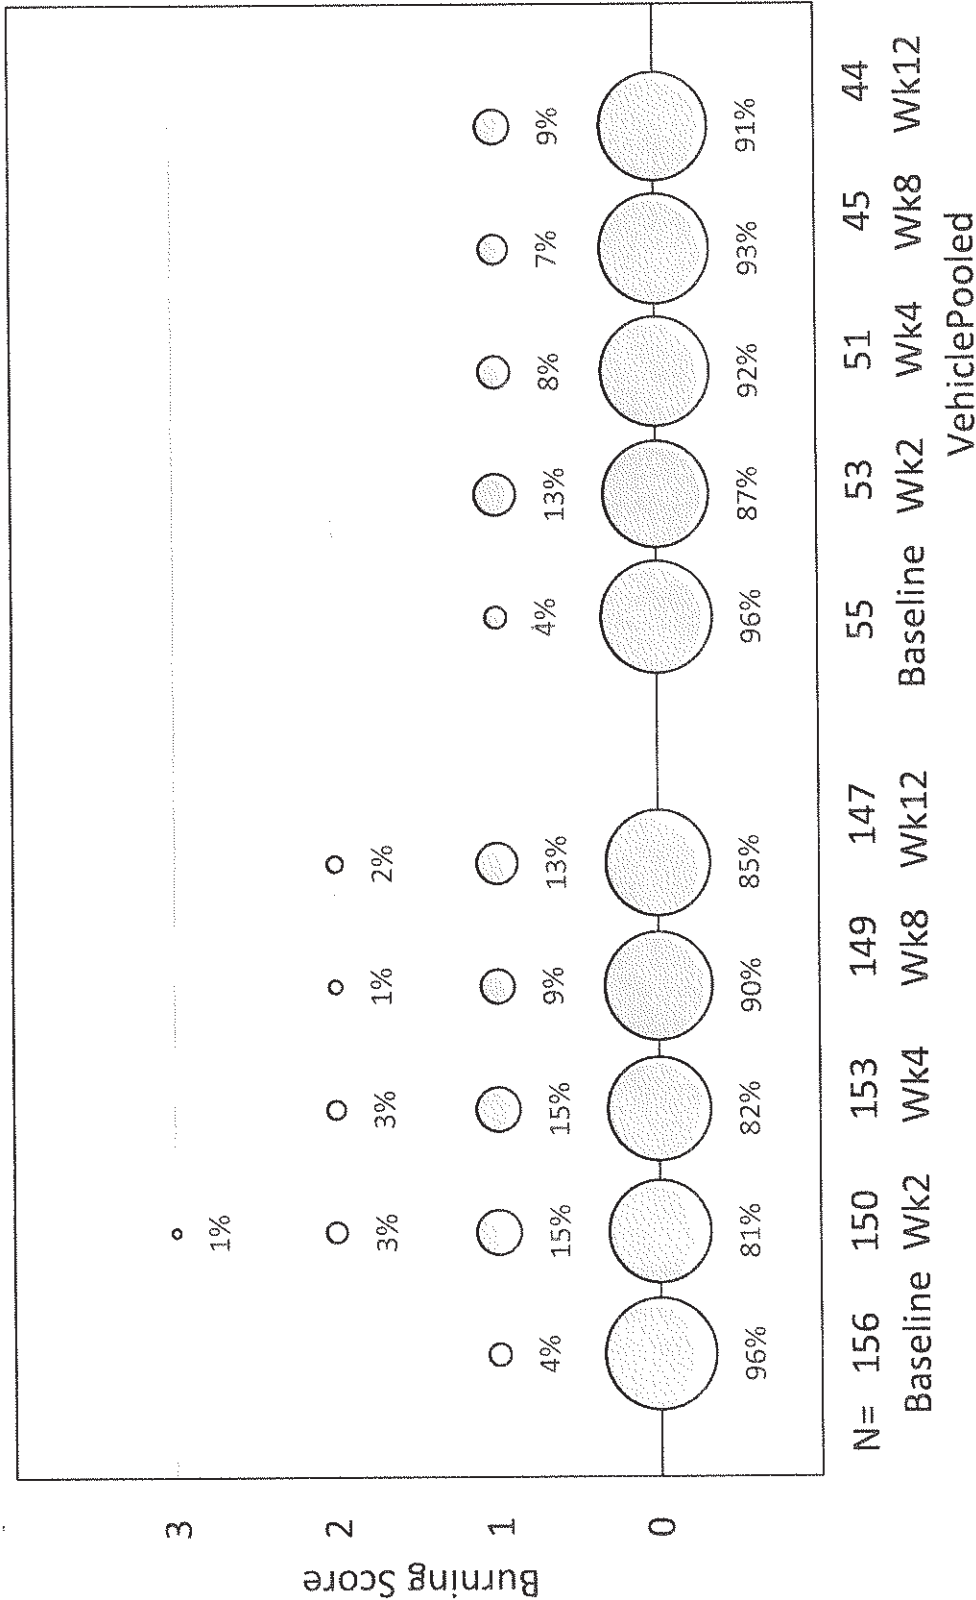 Burning Score
3
2
1
0
1%
3% 3% 1% 2%
4% 15% 15% 9% 13% 4% 13% 8% 7% 9%
96% 81% 82% 90% 85% 96% 87% 92% 93% 91%
N= 156 150 153 149 147 55 53 51 45 44
Baseline Wk2 Wk4 Wk8 Wk12 Baseline Wk2 Wk4 Wk8 Wk12
VehiclePooled